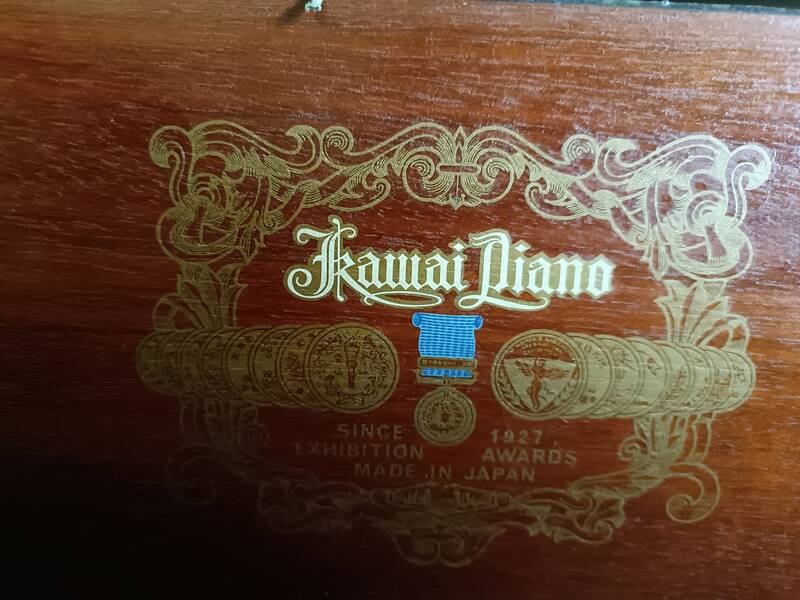 Kawai Piano
SINCE 1927
EXHIBITION AWARDS
MADE IN JAPAN